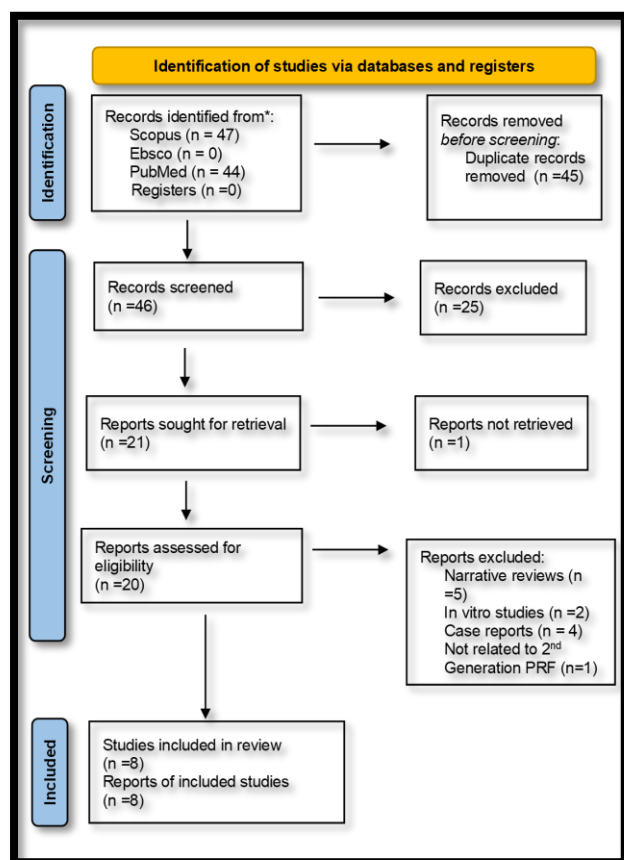 Identification of studies via databases and registers
Identification
Records identified from*:
Scopus (n = 47)
Ebsco (n = 0)
PubMed (n = 44)
Registers (n =0)
Records removed
before screening:
Duplicate records
removed (n =45)
Screening
Records screened
(n =46)
Records excluded
(n =25)
Reports sought for retrieval
(n =21)
Reports not retrieved
(n =1)
Reports assessed for
eligibility
(n =20)
Reports excluded:
Narrative reviews (n
=5)
In vitro studies (n =2)
Case reports (n = 4)
Not related to 2nd
Generation PRF (n=1)
Included
Studies included in review
(n =8)
Reports of included studies
(n =8)